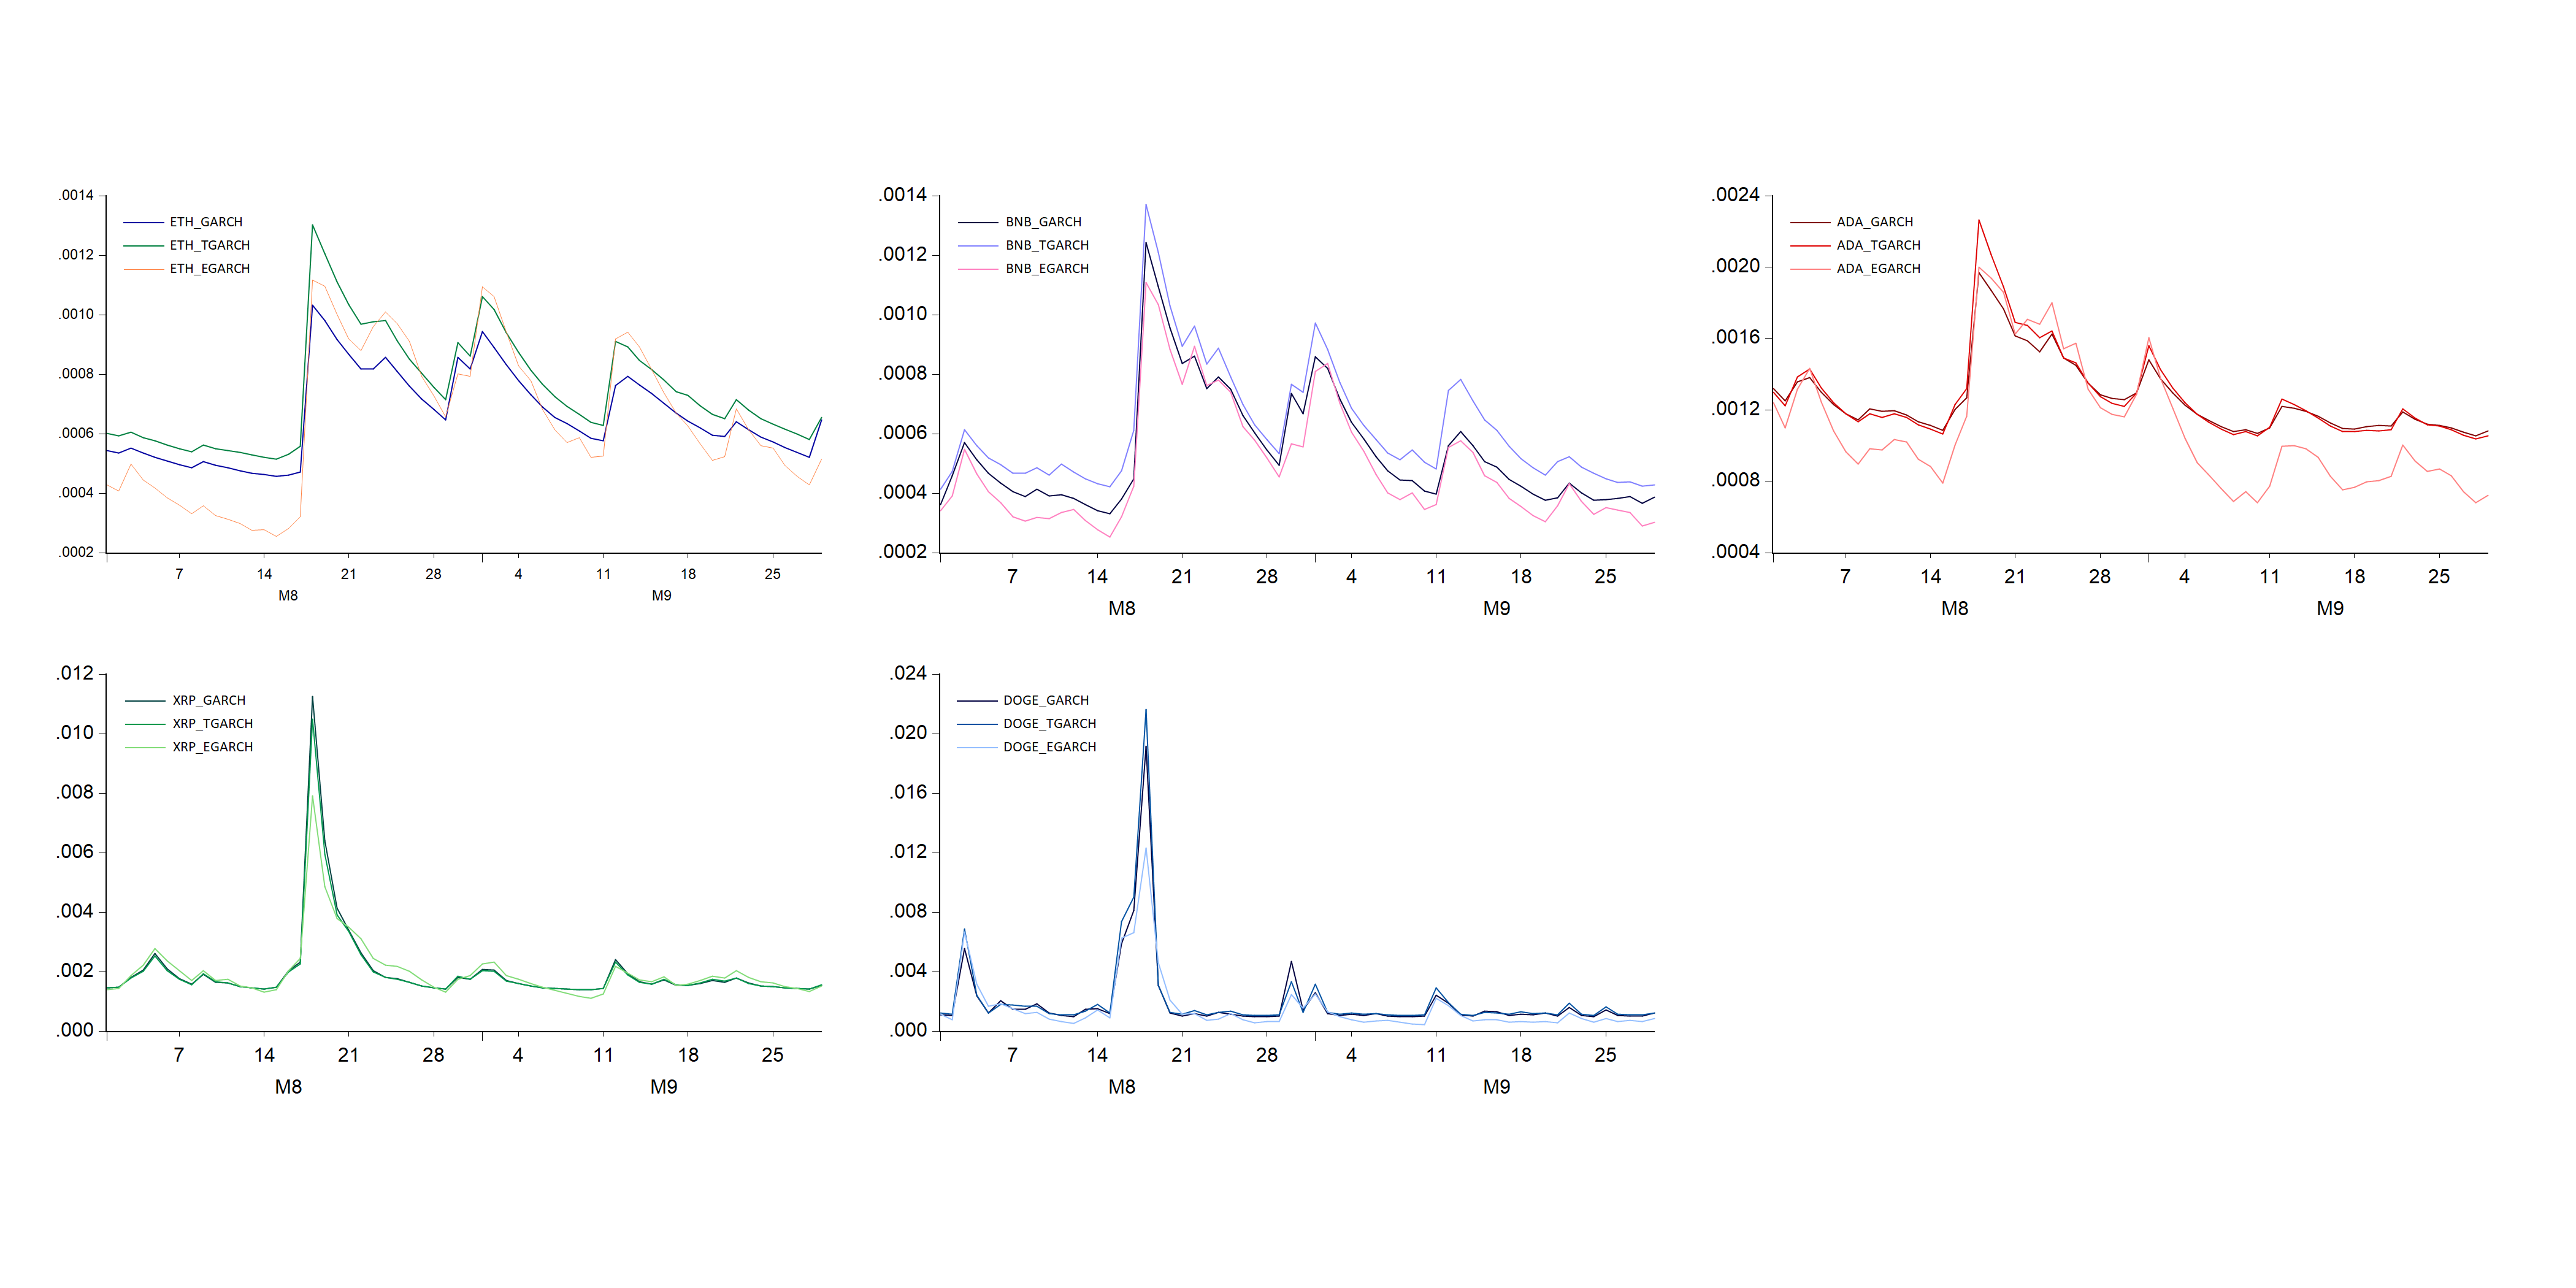 .0014
ETH_GARCH
ETH_TGARCH
ETH_EGARCH
.0012
.0010
.0008
.0006
.0004
.0002
7 14 21 28 4 11 18 25
M8 M9
.0014
BNB_GARCH
BNB_TGARCH
BNB_EGARCH
.0012
.0010
.0008
.0006
.0004
.0002
7 14 21 28 4 11 18 25
M8 M9
.0024
ADA_GARCH
ADA_TGARCH
ADA_EGARCH
.0020
.0016
.0012
.0008
.0004
7 14 21 28 4 11 18 25
M8 M9
.012
XRP_GARCH
XRP_TGARCH
XRP_EGARCH
.010
.008
.006
.004
.002
.000
7 14 21 28 4 11 18 25
M8 M9
.024
DOGE_GARCH
DOGE_TGARCH
DOGE_EGARCH
.020
.016
.012
.008
.004
.000
7 14 21 28 4 11 18 25
M8 M9